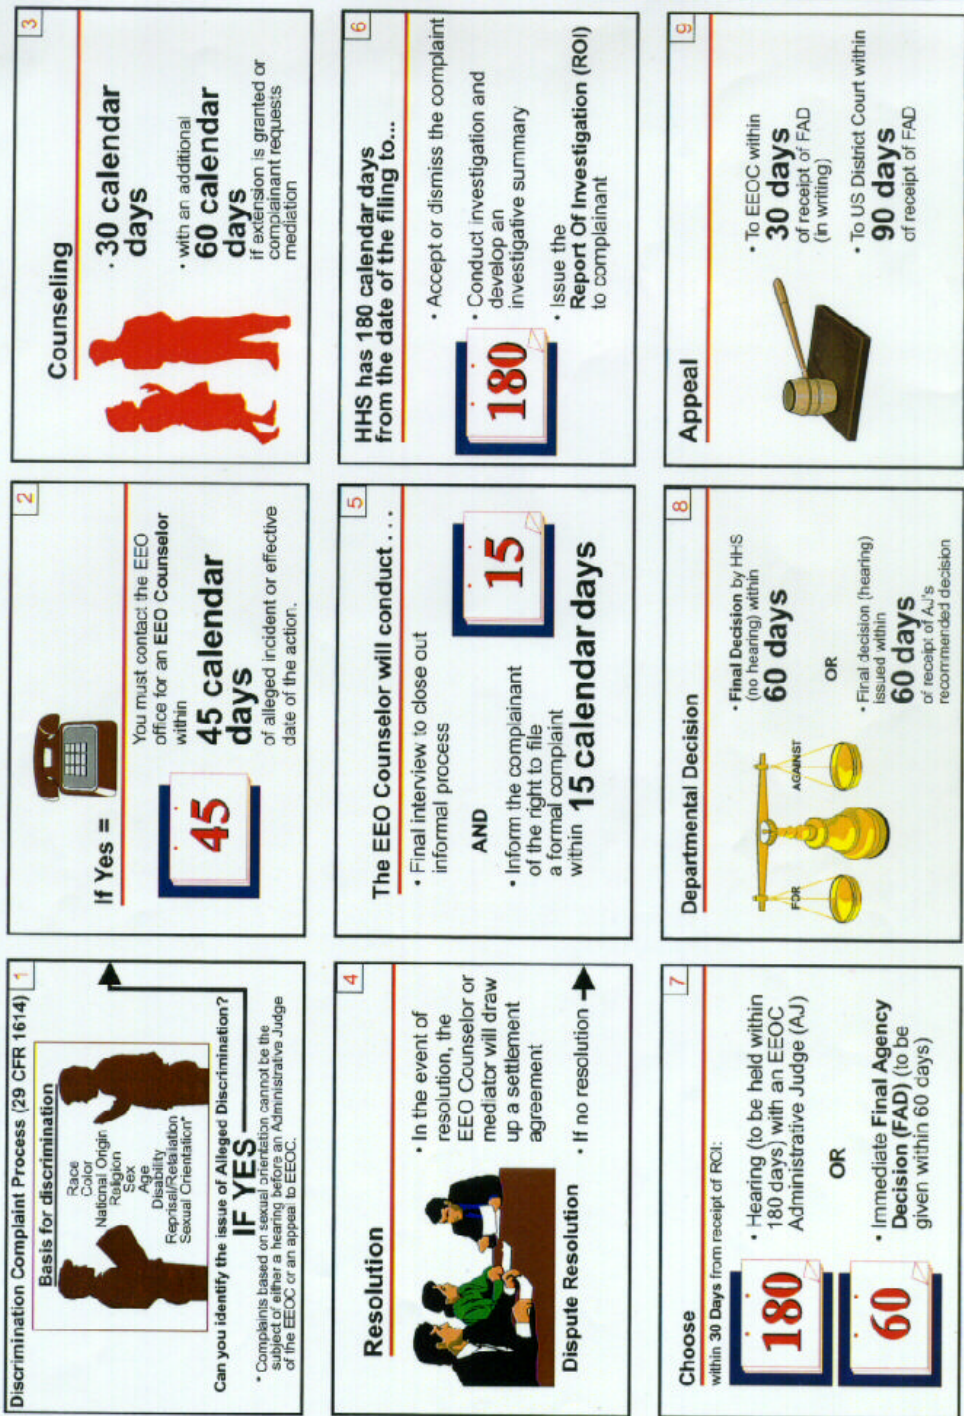 Discrimination Complaint Process (29 CFR 1614)
1
Basis for discrimination
Race
Color
National Origin
Religion
Sex
Age
Disability
Reprisal/Retaliation
Sexual Orientation*
Can you identify the issue of Alleged Discrimination?
IF YES
* Complaints based on sexual orientation cannot be the
subject of either a hearing before an Administrative Judge
of the EEOC or an appeal to EEOC.
2
If Yes =
You must contact the EEO
office for an EEO Counselor
within
45 calendar
days
of alleged incident or effective
date of the action.
45
3
Counseling
• 30 calendar
days
• with an additional
60 calendar
days
if extension is granted or
complainant requests
mediation
4
Resolution
• In the event of
resolution, the
EEO Counselor or
mediator will draw
up a settlement
agreement
Dispute Resolution
• If no resolution
5
The EEO Counselor will conduct . . .
• Final interview to close out
informal process
AND
• Inform the complainant
of the right to file
a formal complaint
within 15 calendar days
15
6
HHS has 180 calendar days
from the date of the filing to...
• Accept or dismiss the complaint
• Conduct investigation and
develop an
investigative summary
• Issue the
Report Of Investigation (ROI)
to complainant
180
7
Choose
within 30 Days from receipt of ROI:
180
• Hearing (to be held within
180 days) with an EEOC
Administrative Judge (AJ)
OR
60
• Immediate Final Agency
Decision (FAD) (to be
given within 60 days)
8
Departmental Decision
FOR
AGAINST
• Final Decision by HHS
(no hearing) within
60 days
OR
• Final decision (hearing)
issued within
60 days
of receipt of AJ's
recommended decision
9
Appeal
• To EEOC within
30 days
of receipt of FAD
(in writing)
• To US District Court within
90 days
of receipt of FAD